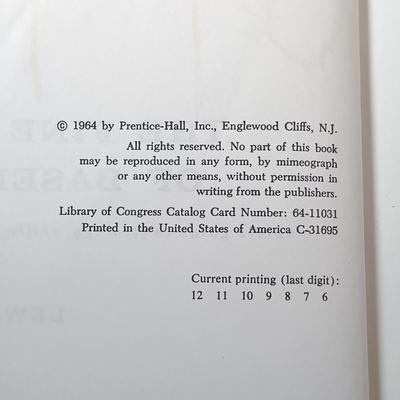 © 1964 by Prentice-Hall, Inc., Englewood Cliffs, N.J.
All rights reserved. No part of this book
may be reproduced in any form, by mimeograph
or any other means, without permission in
writing from the publishers.
Library of Congress Catalog Card Number: 64-11031
Printed in the United States of America C-31695
Current printing (last digit):
12 11 10 9 8 7 6